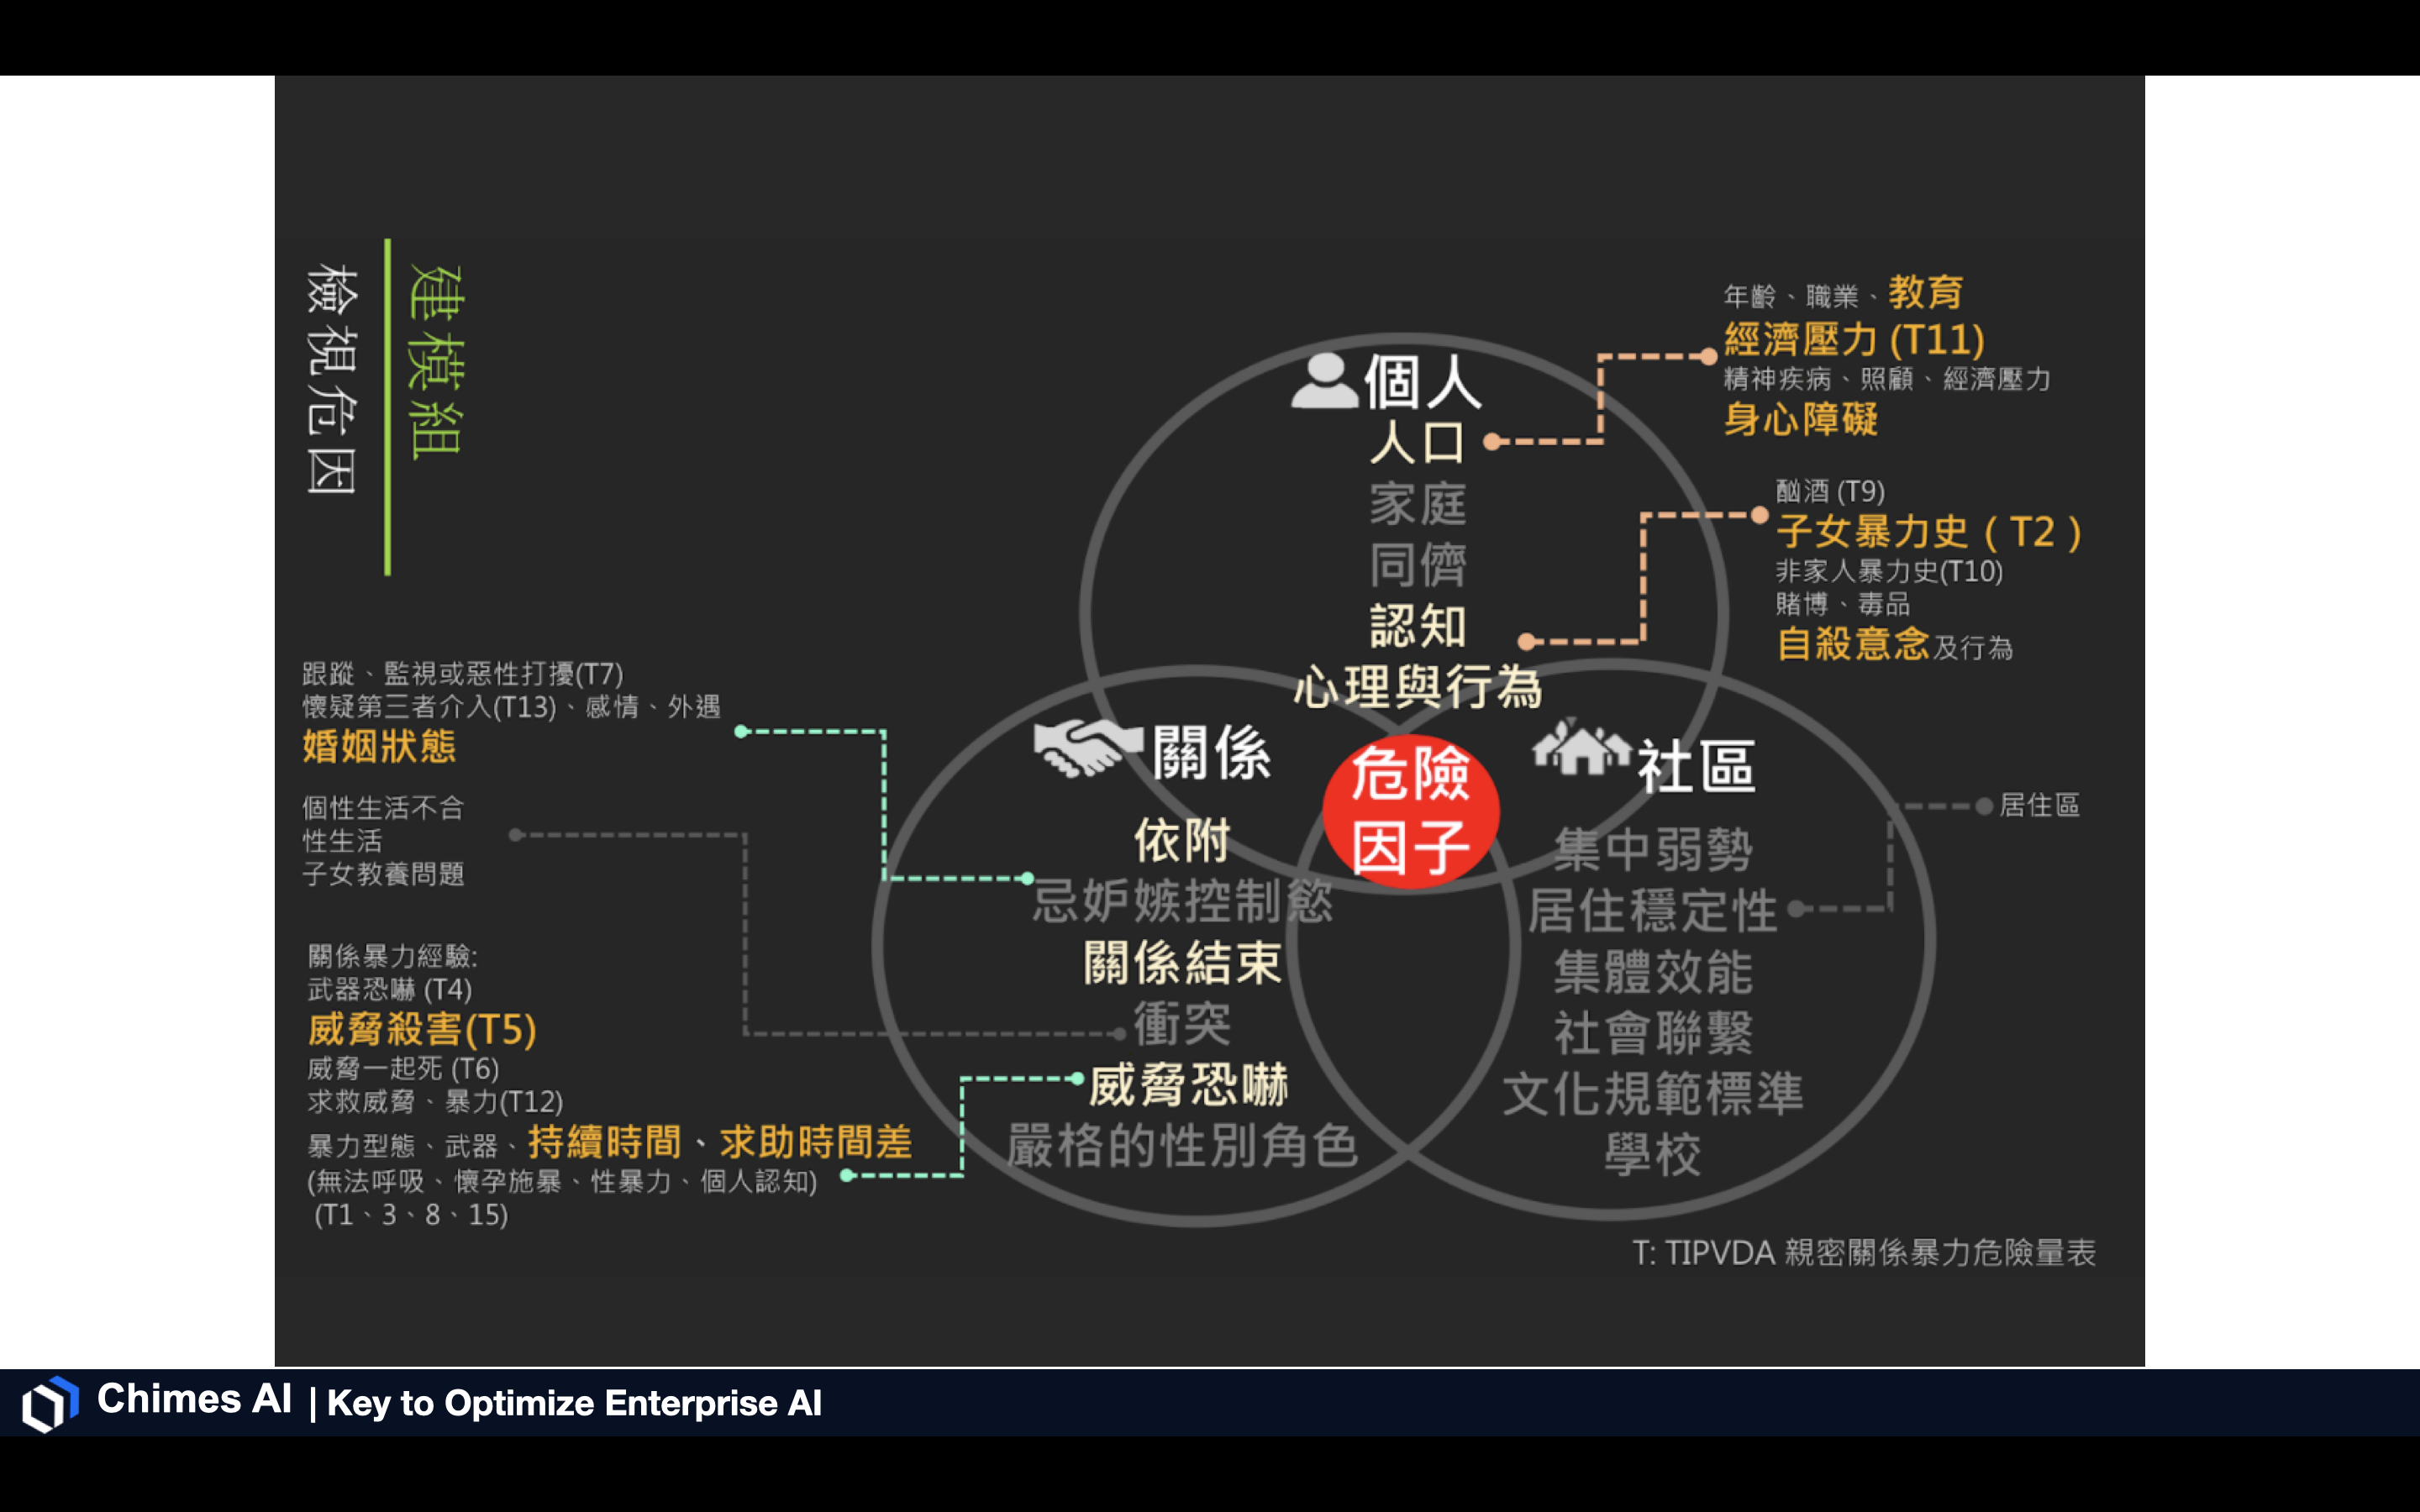 建模組
檢視危因
個人
人口
家庭
同儕
認知
心理與行為
年齡、職業、教育
經濟壓力 (T11)
精神疾病、照顧、經濟壓力
身心障礙
酗酒 (T9)
子女暴力史（T2）
非家人暴力史(T10)
賭博、毒品
自殺意念及行為
危險
因子
關係
依附
忌妒嫉控制慾
關係結束
衝突
威脅恐嚇
嚴格的性別角色
跟蹤、監視或惡性打擾(T7)
懷疑第三者介入(T13)、感情、外遇
婚姻狀態
個性生活不合
性生活
子女教養問題
關係暴力經驗:
武器恐嚇 (T4)
威脅殺害(T5)
威脅一起死 (T6)
求救威脅、暴力(T12)
暴力型態、武器、持續時間、求助時間差
(無法呼吸、懷孕施暴、性暴力、個人認知)
(T1、3、8、15)
社區
集中弱勢
居住穩定性
集體效能
社會聯繫
文化規範標準
學校
居住區
T: TIPVDA 親密關係暴力危險量表
Chimes AI | Key to Optimize Enterprise AI